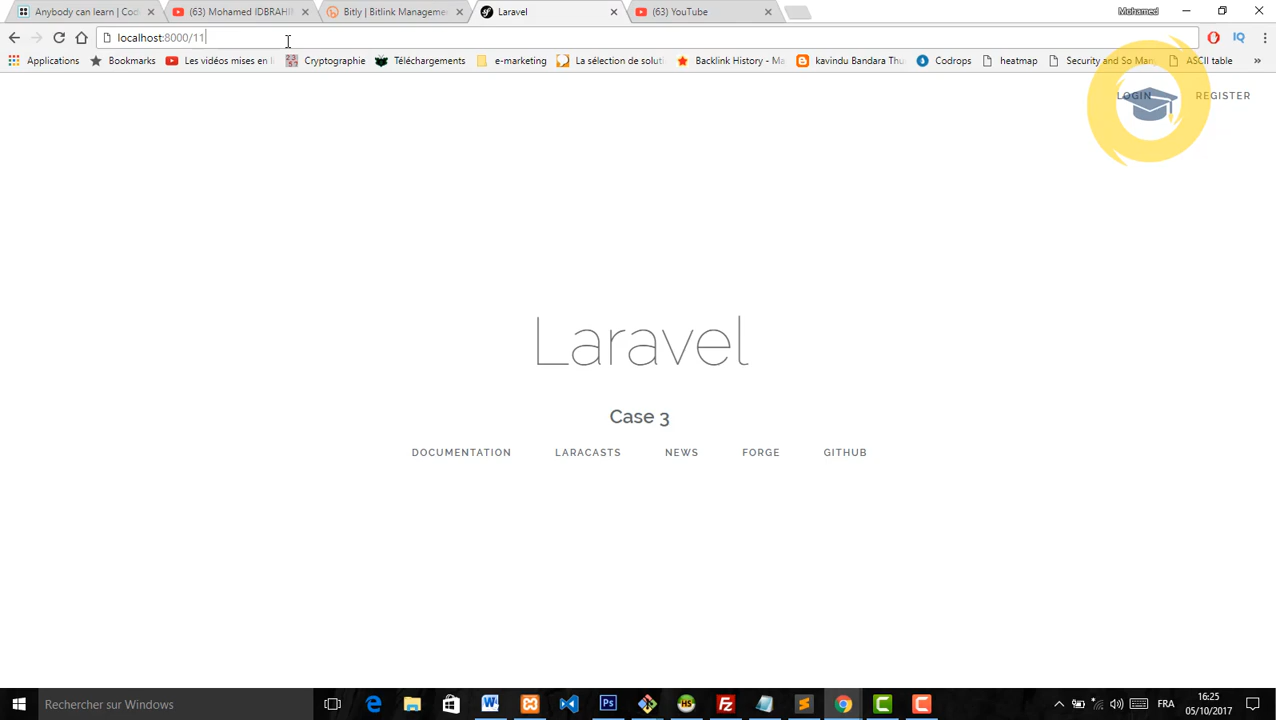 Anybody can learn | Cod
(63) Mohamed IDBRAHI
Bitly | Bitlink Manageme
Laravel
(63) YouTube
Mohamed
localhost:8000/11
Applications
Bookmarks
Les vidéos mises en l
Cryptographie
Téléchargements
e-marketing
La sélection de soluti
Backlink History - Ma
kavindu Bandara Thu
Codrops
heatmap
Security and So Man
ASCII table
»
LOGIN
REGISTER
Laravel
Case 3
DOCUMENTATION
LARACASTS
NEWS
FORGE
GITHUB
Rechercher sur Windows
FRA
16:25
05/10/2017